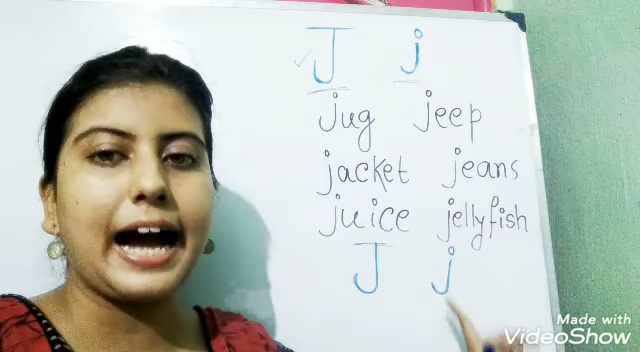 J j
jug jeep
jacket jeans
juice jellyfish
J j
Made with
VideoShow